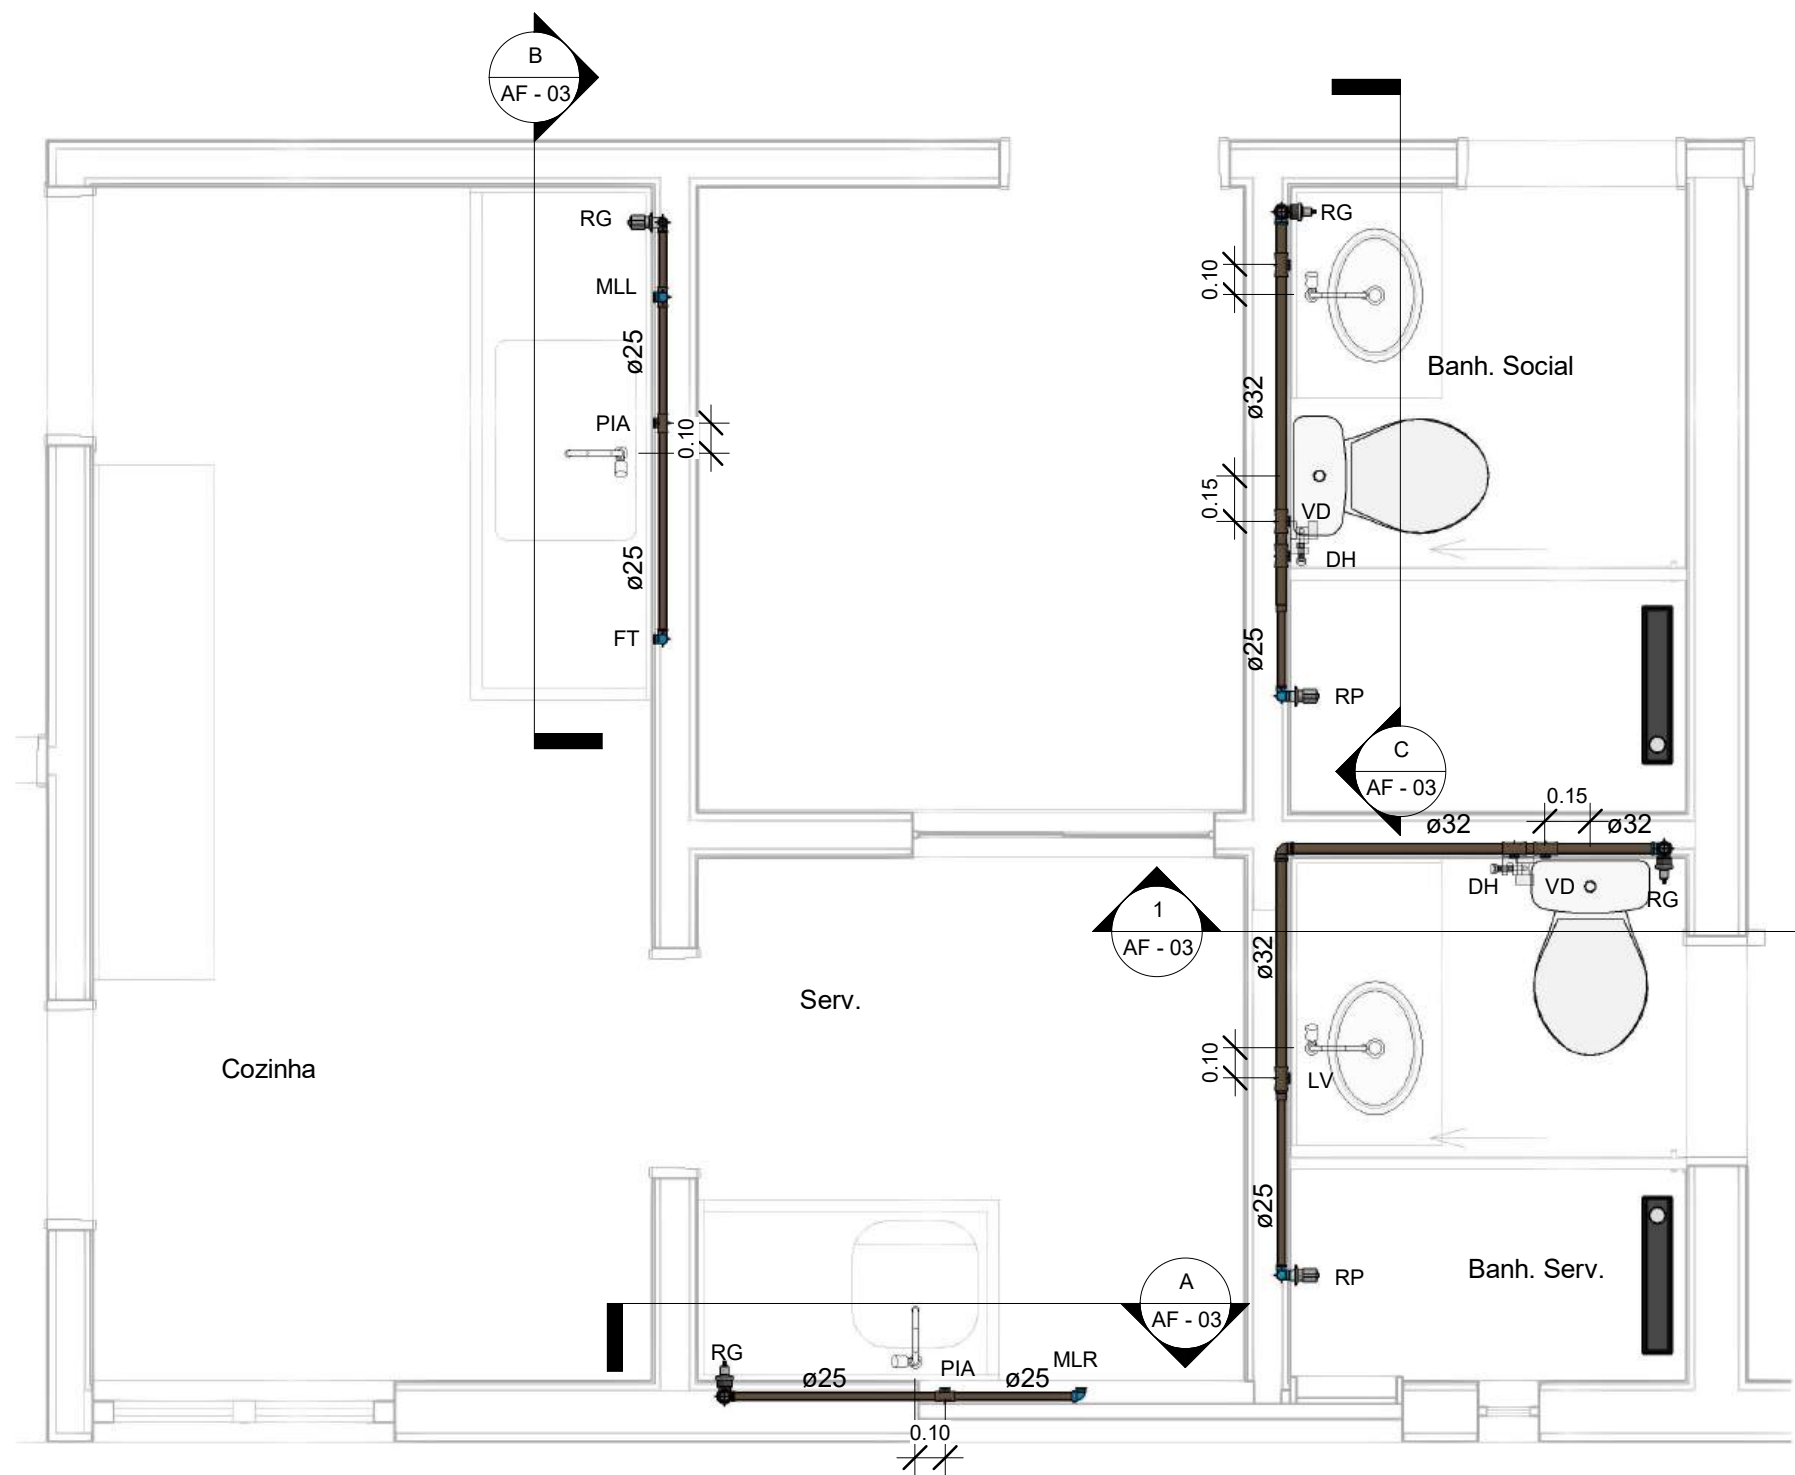 B
AF - 03
RG
MLL
ø25
PIA
0.10
ø25
FT
RG
0.10
Banh. Social
ø32
0.15
VD
DH
ø25
RP
C
AF - 03
0.15
ø32
ø32
DH
VD
RG
1
AF - 03
ø32
Serv.
Cozinha
0.10
LV
ø25
Banh. Serv.
RP
A
AF - 03
RG
ø25
PIA
ø25
MLR
0.10